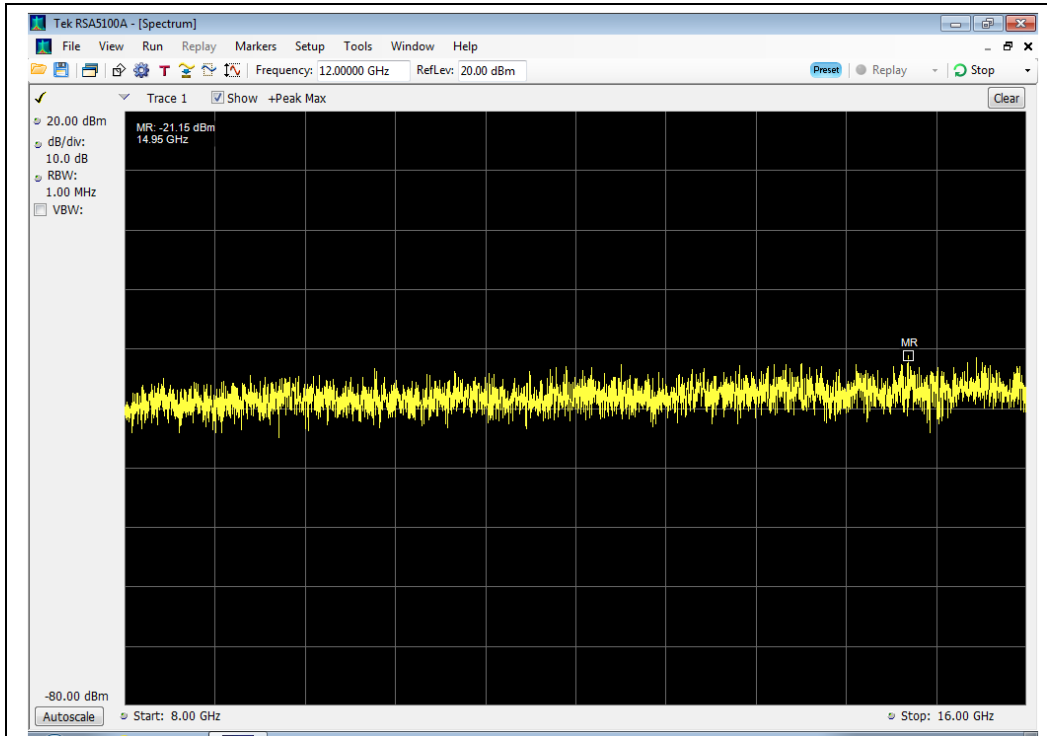 Tek RSA5100A - [Spectrum]
File View Run Replay Markers Setup Tools Window Help
T Frequency: 12.00000 GHz RefLev: 20.00 dBm Preset Replay Stop
Trace 1 Show +Peak Max Clear
20.00 dBm
dB/div:
10.0 dB
RBW:
1.00 MHz
VBW:
MR: -21.15 dBm
14.95 GHz
MR
-80.00 dBm
Autoscale Start: 8.00 GHz Stop: 16.00 GHz